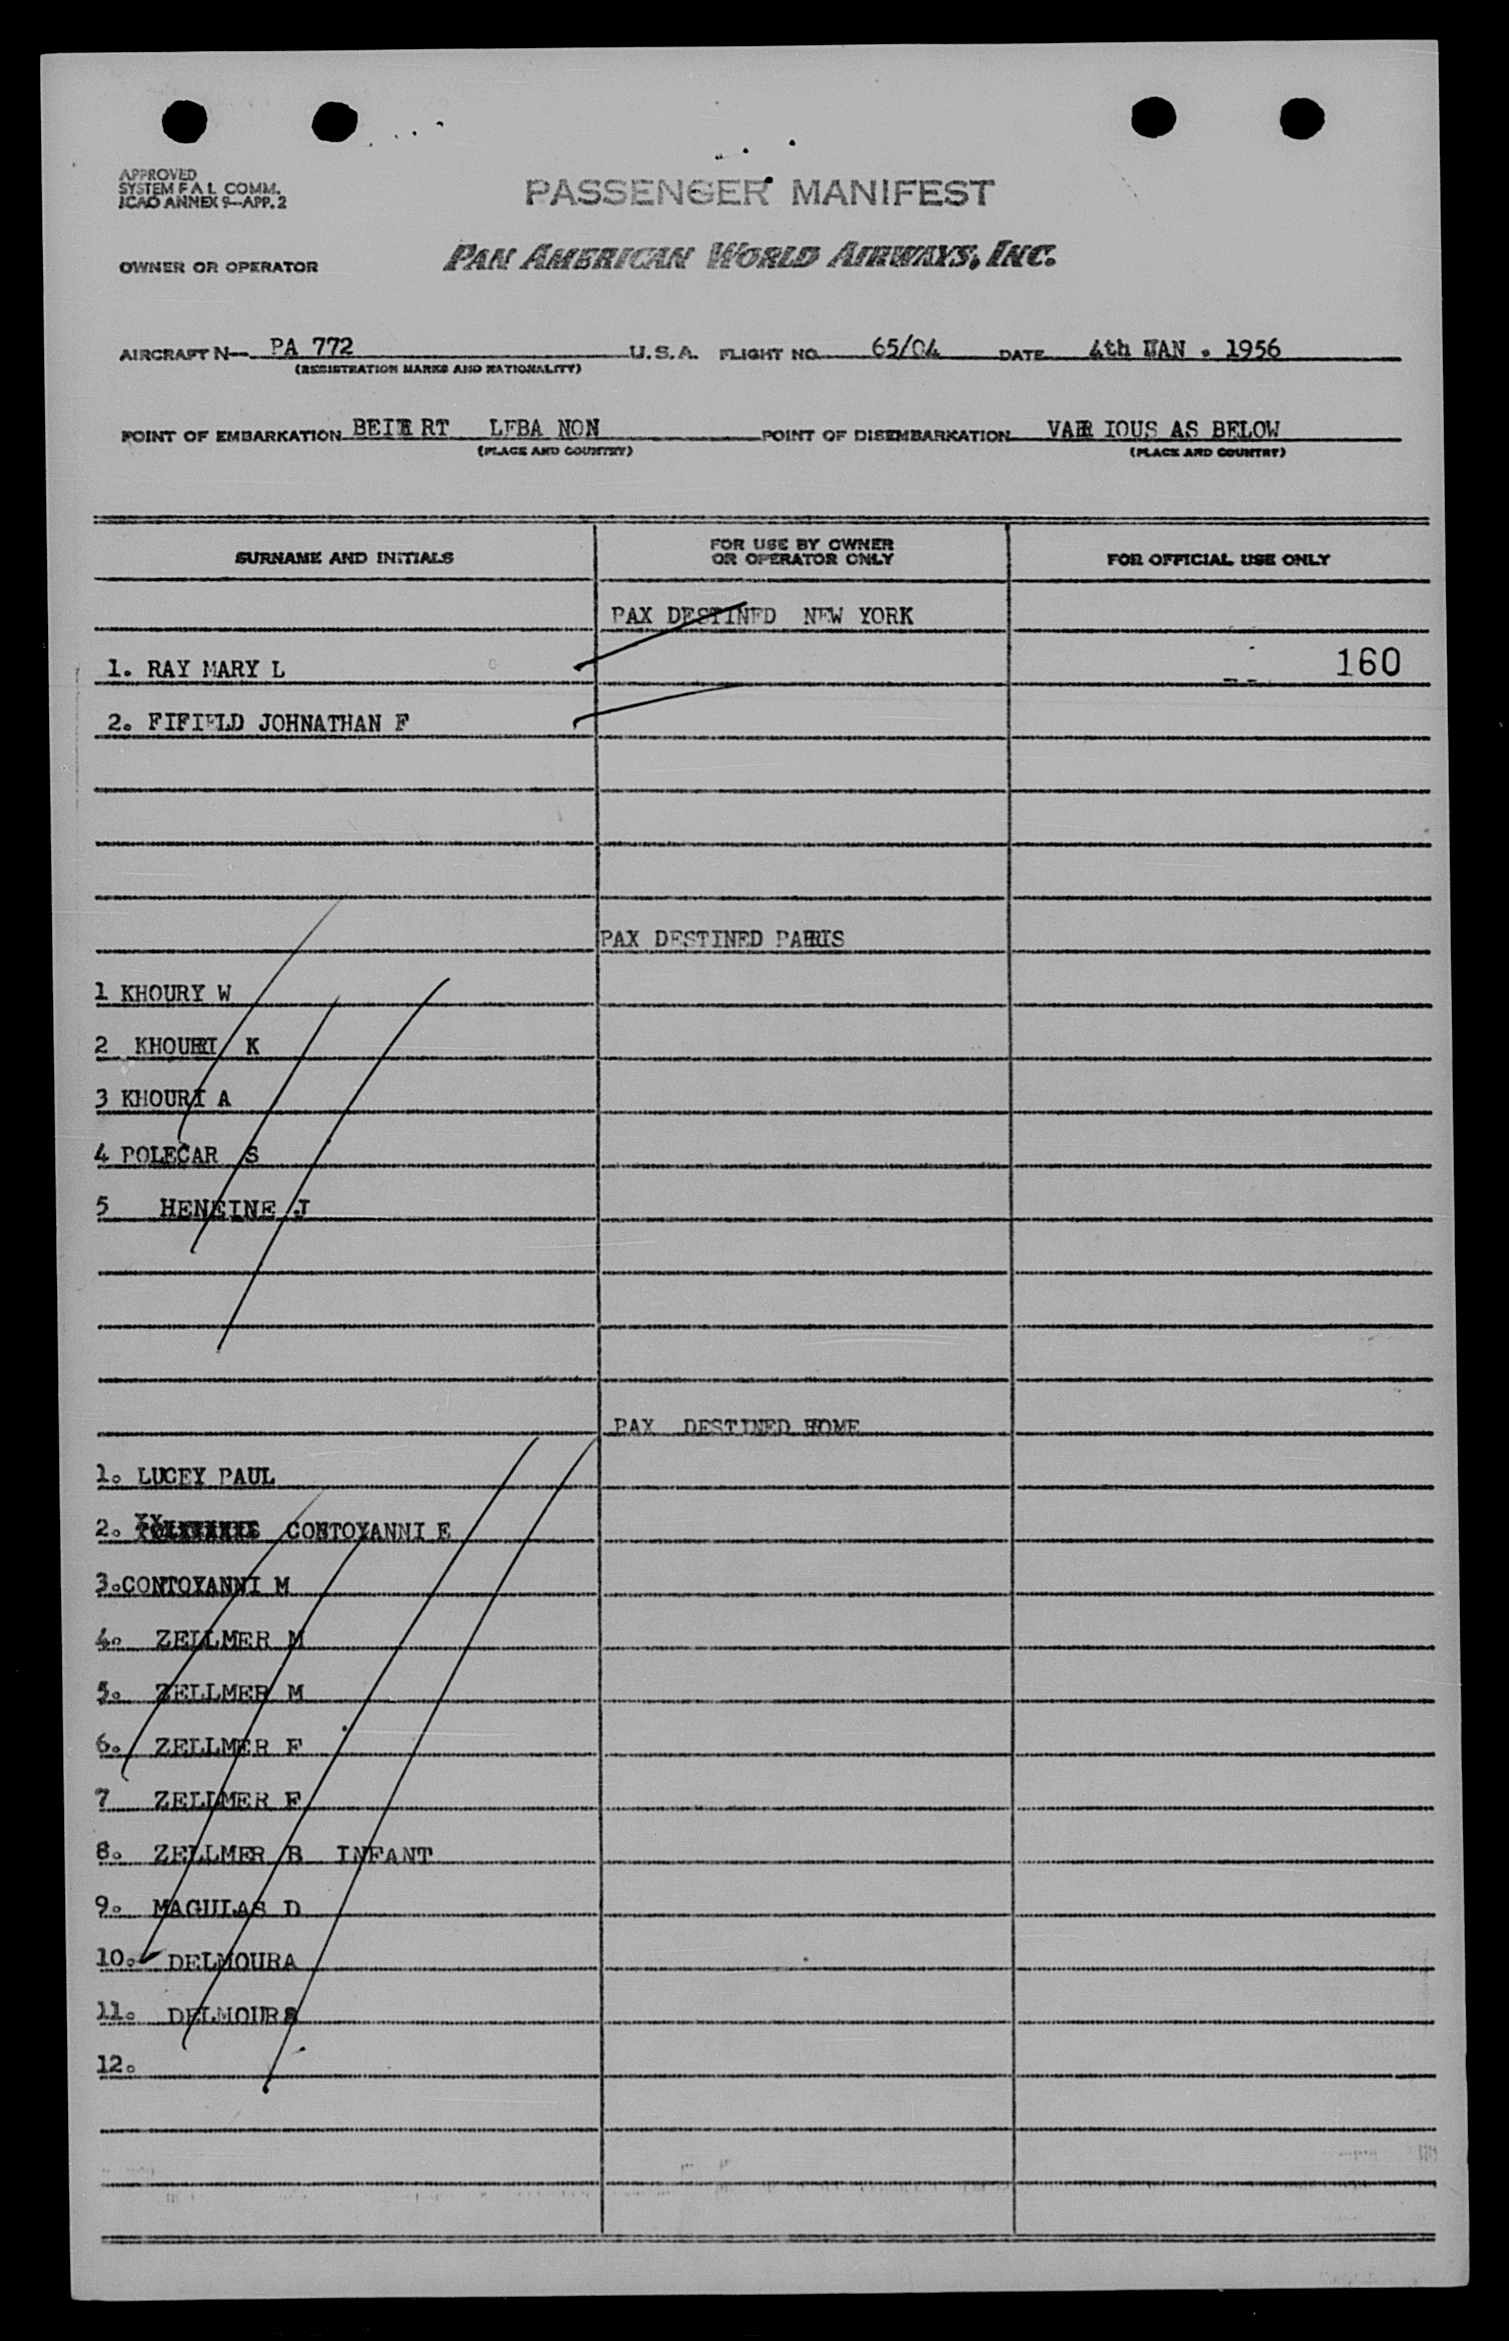 APPROVED
SYSTEM F A L COMM.
ICAO ANNEX 9—APP. 2
PASSENGER MANIFEST
OWNER OR OPERATOR PAN AMERICAN WORLD AIRWAYS, INC.
AIRCRAFT N— PA 772 U.S.A. FLIGHT NO. 65/04 DATE 4th JAN . 1956
(REGISTRATION MARKS AND NATIONALITY)
POINT OF EMBARKATION LEBA NON POINT OF DISEMBARKATION VAR IOUS AS BELOW
(PLACE AND COUNTRY) (PLACE AND COUNTRY)
SURNAME AND INITIALS FOR USE BY OWNER OR OPERATOR ONLY FOR OFFICIAL USE ONLY
PAX DESTINED NEW YORK
1. RAY MARY L 160
2. FIFIELD JOHNATHAN F
PAX DESTINED PARIS
1 KHOURY W
2 KHOURI K
3 KHOURI A
4 POLECAR S
5 HENEINE J
PAX DESTINED ROME
1. LUCEY PAUL
2. CONTOYANNI E
3.CONTOYANNI M
4. ZELLMER M
5. ZELLMER M
6. ZELLMER F
7 ZELLMER F
8. ZELLMER B INFANT
9. MAGULAS D
10. DELMOURA
11. DELMOURS
12.